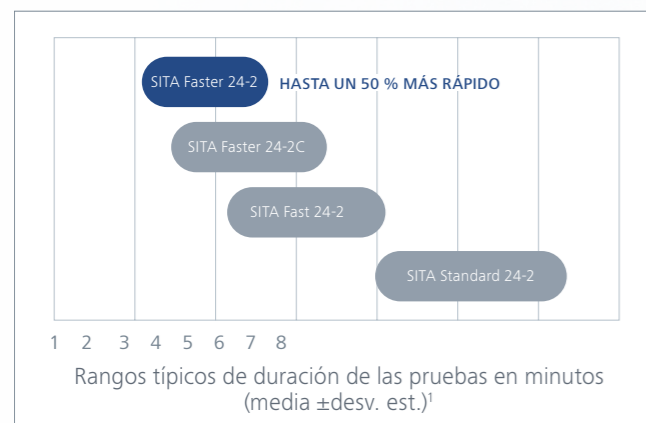 SITA Faster 24-2
HASTA UN 50 % MÁS RÁPIDO
SITA Faster 24-2C
SITA Fast 24-2
SITA Standard 24-2
1 2 3 4 5 6 7 8
Rangos típicos de duración de las pruebas en minutos
(media ±desv. est.)¹